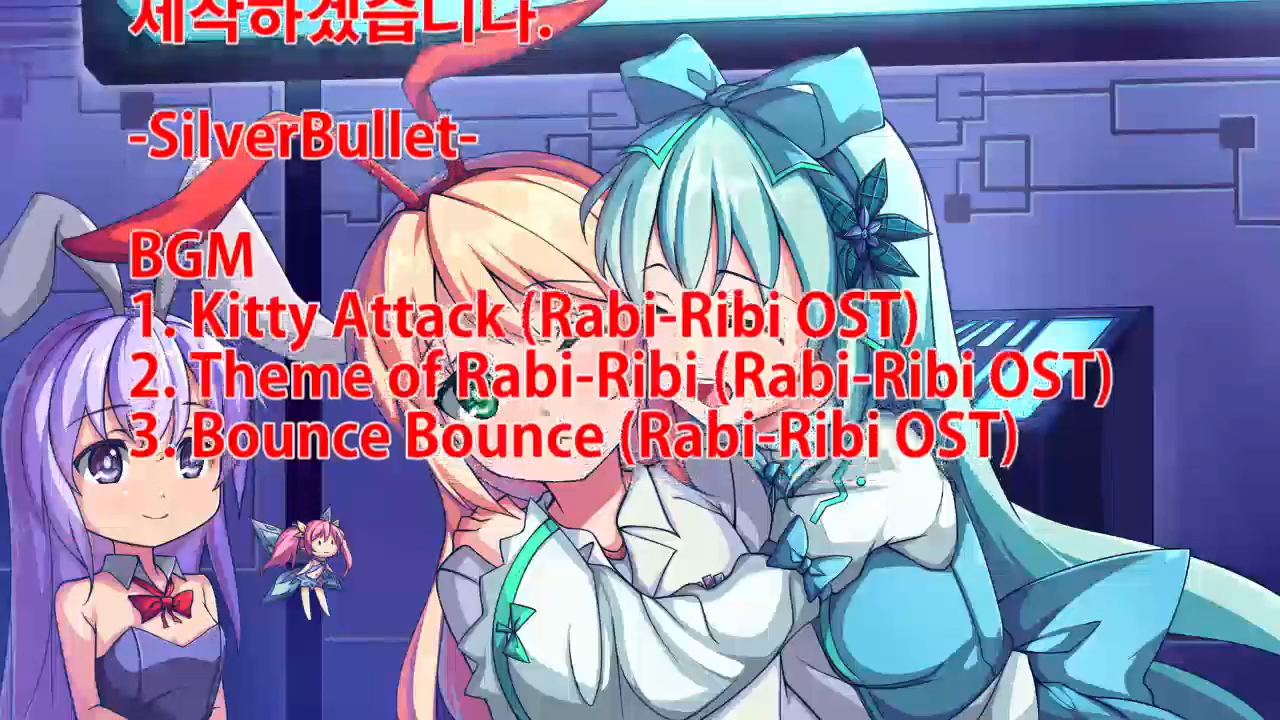 제작하겠습니다.
-SilverBullet-
BGM
1. Kitty Attack (Rabi-Ribi OST)
2. Theme of Rabi-Ribi (Rabi-Ribi OST)
3. Bounce Bounce (Rabi-Ribi OST)